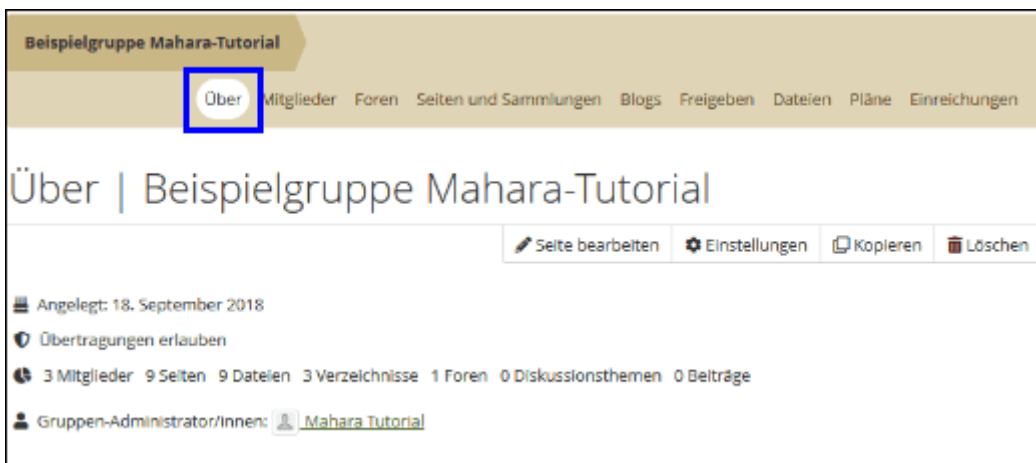 Beispielgruppe Mahara-Tutorial
Über Mitglieder Foren Seiten und Sammlungen Blogs Freigeben Dateien Pläne Einreichungen
Über | Beispielgruppe Mahara-Tutorial
Seite bearbeiten Einstellungen Kopieren Löschen
Angelegt: 18. September 2018
Übertragungen erlauben
3 Mitglieder 9 Seiten 9 Dateien 3 Verzeichnisse 1 Foren 0 Diskussionsthemen 0 Beiträge
Gruppen-Administrator/innen: Mahara Tutorial